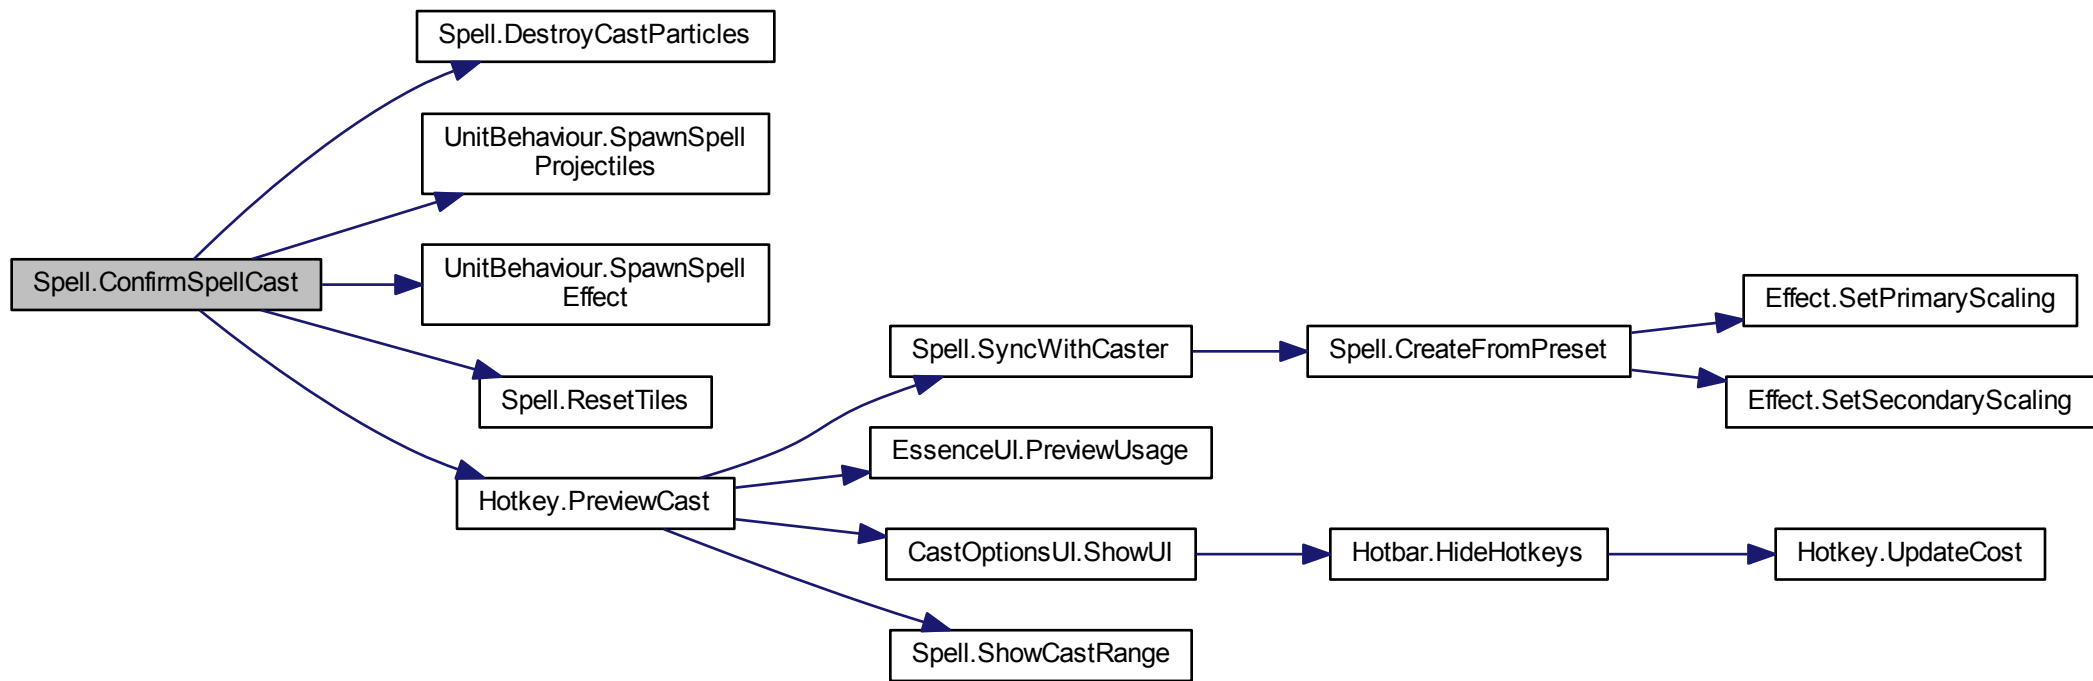 Spell.DestroyCastParticles
UnitBehaviour.SpawnSpell
Projectiles
UnitBehaviour.SpawnSpell
Effect
Spell.ConfirmSpellCast
Spell.ResetTiles
Hotkey.PreviewCast
Spell.SyncWithCaster
EssenceUI.PreviewUsage
CastOptionsUI.ShowUI
Spell.ShowCastRange
Spell.CreateFromPreset
Hotbar.HideHotkeys
Effect.SetPrimaryScaling
Effect.SetSecondaryScaling
Hotkey.UpdateCost